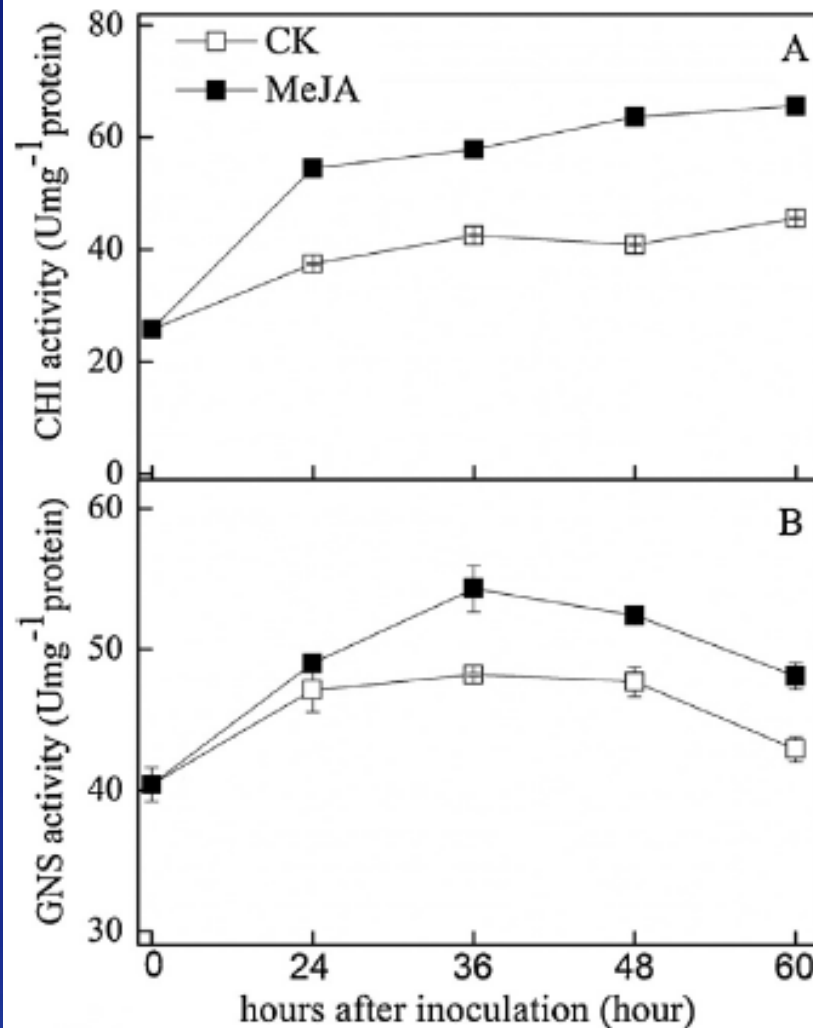 80
CK
A
MeJA
60
40
20
0
CHI activity (Umg⁻¹protein)
60
B
50
40
30
GNS activity (Umg⁻¹protein)
0 24 36 48 60
hours after inoculation (hour)